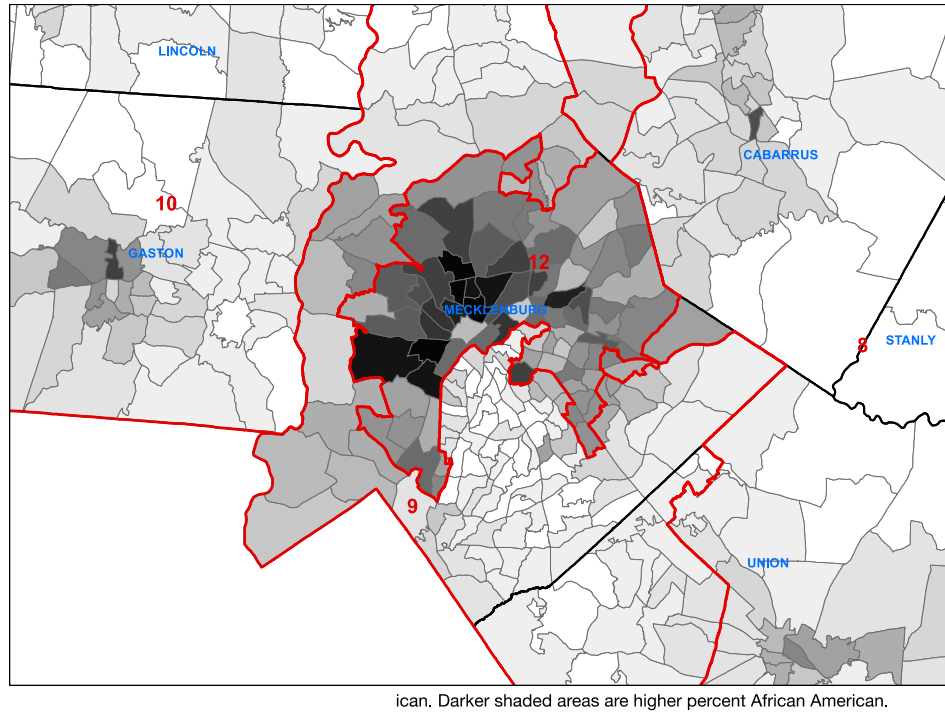 LINCOLN
CABARRUS
10
GASTON
12
MECKLENBURG
8
STANLY
9
UNION
ican. Darker shaded areas are higher percent African American.